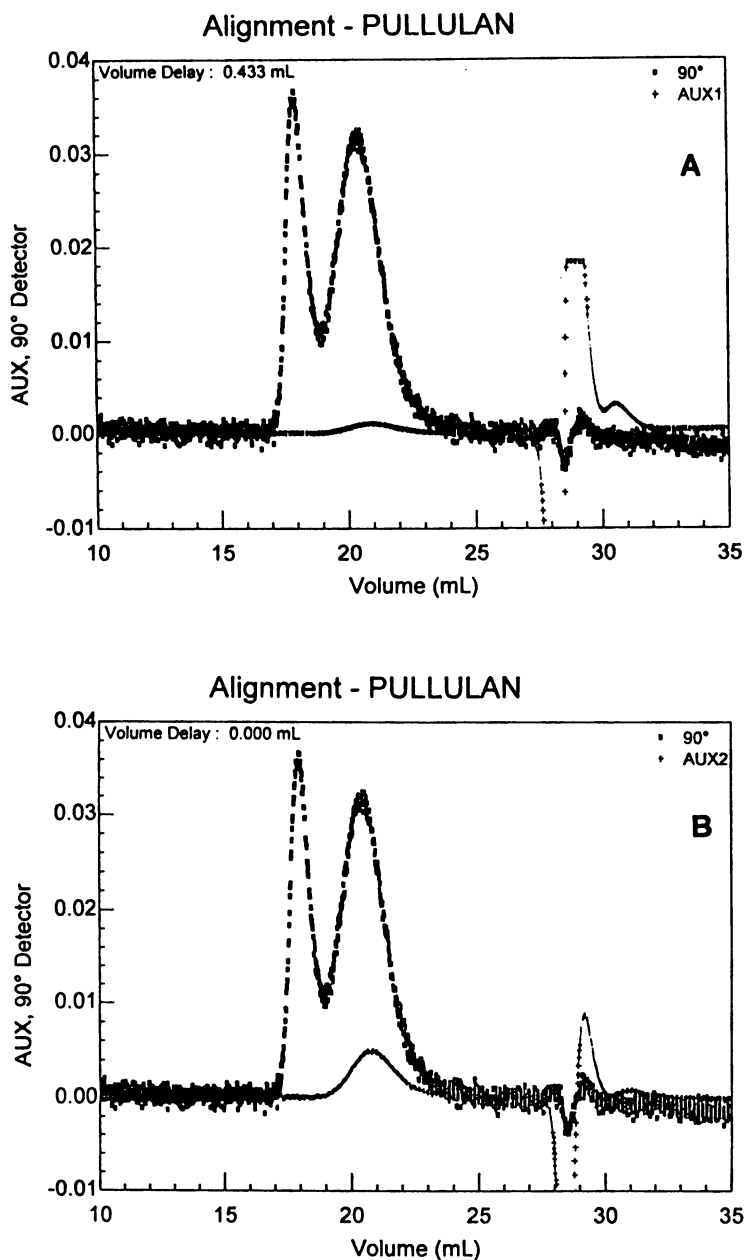 Alignment - PULLULAN
Volume Delay : 0.433 mL
90°
AUX1
A
0.04
0.03
0.02
0.01
0.00
-0.01
AUX, 90° Detector
10 15 20 25 30 35
Volume (mL)
Alignment - PULLULAN
Volume Delay : 0.000 mL
90°
AUX2
B
0.04
0.03
0.02
0.01
0.00
-0.01
AUX, 90° Detector
10 15 20 25 30 35
Volume (mL)